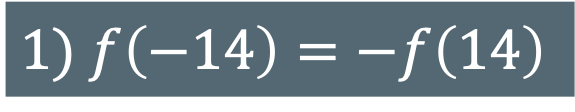 1) f(−14) = −f(14)